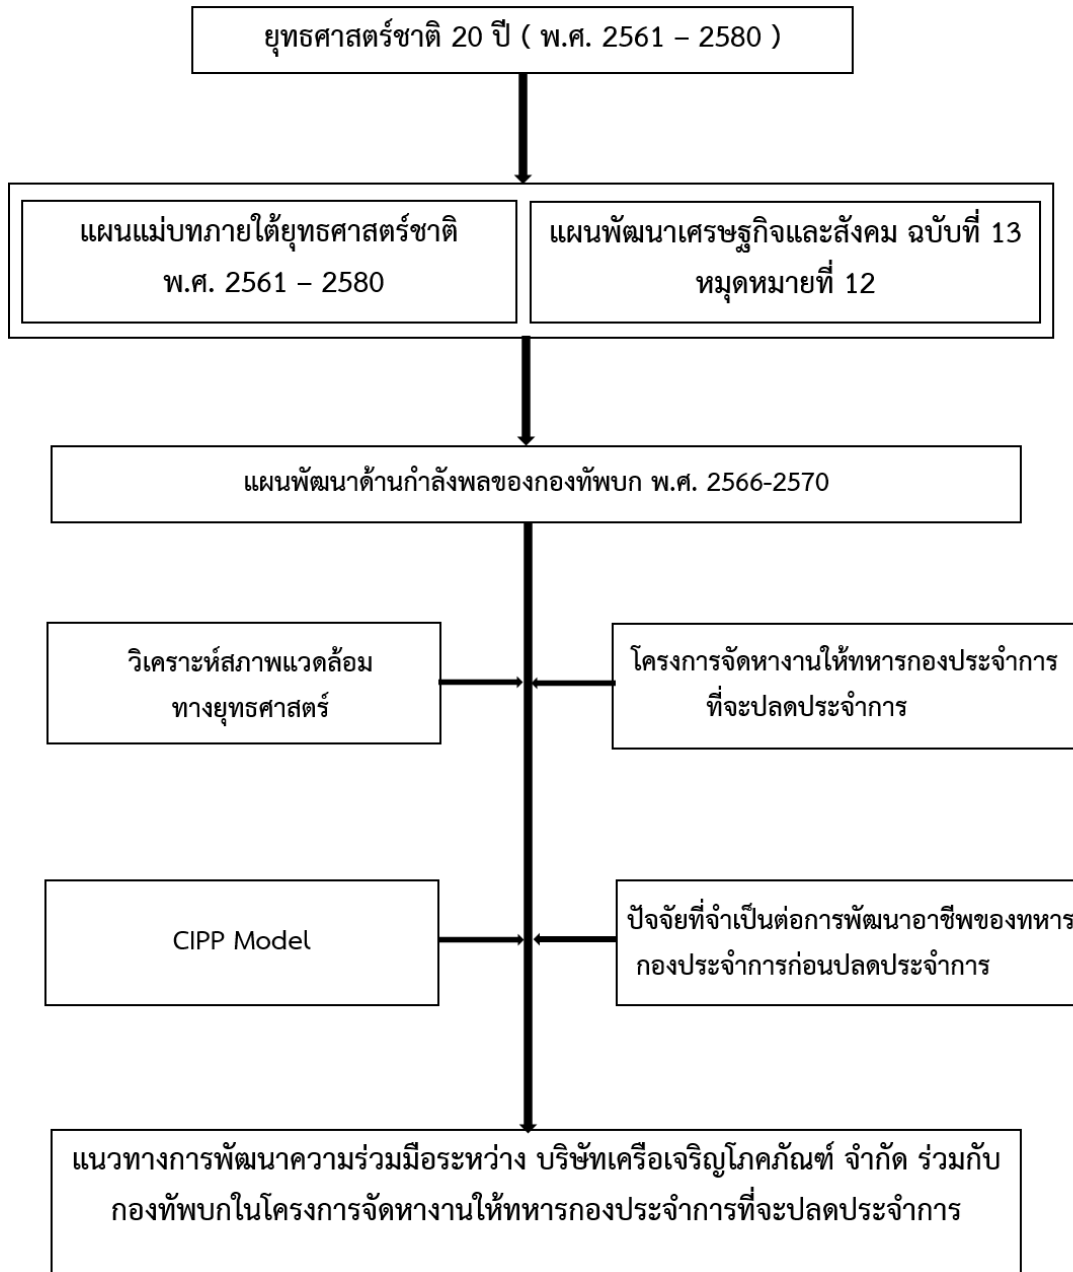 ยุทธศาสตร์ชาติ 20 ปี ( พ.ศ. 2561 – 2580 )
แผนแม่บทภายใต้ยุทธศาสตร์ชาติ
พ.ศ. 2561 – 2580
แผนพัฒนาเศรษฐกิจและสังคม ฉบับที่ 13
หมุดหมายที่ 12
แผนพัฒนาด้านกำลังพลของกองทัพบก พ.ศ. 2566-2570
วิเคราะห์สภาพแวดล้อม
ทางยุทธศาสตร์
โครงการจัดหางานให้ทหารกองประจำการ
ที่จะปลดประจำการ
CIPP Model
ปัจจัยที่จำเป็นต่อการพัฒนาอาชีพของทหาร
กองประจำการก่อนปลดประจำการ
แนวทางการพัฒนาความร่วมมือระหว่าง บริษัทเครือเจริญโภคภัณฑ์ จำกัด ร่วมกับ
กองทัพบกในโครงการจัดหางานให้ทหารกองประจำการที่จะปลดประจำการ